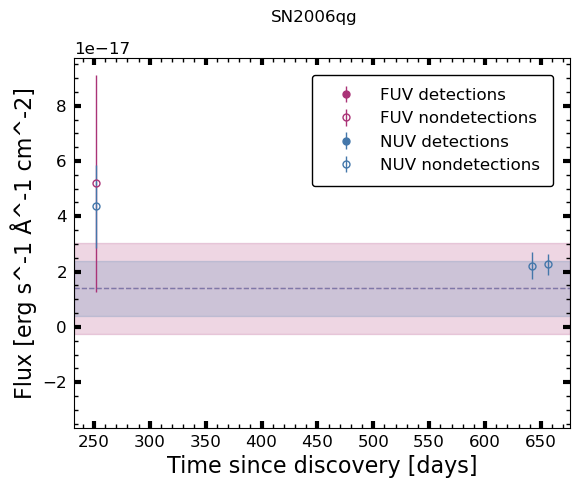 SN2006qg
1e−17
FUV detections
FUV nondetections
NUV detections
NUV nondetections
8
6
4
2
0
−2
Flux [erg s^-1 Å^-1 cm^-2]
250 300 350 400 450 500 550 600 650
Time since discovery [days]